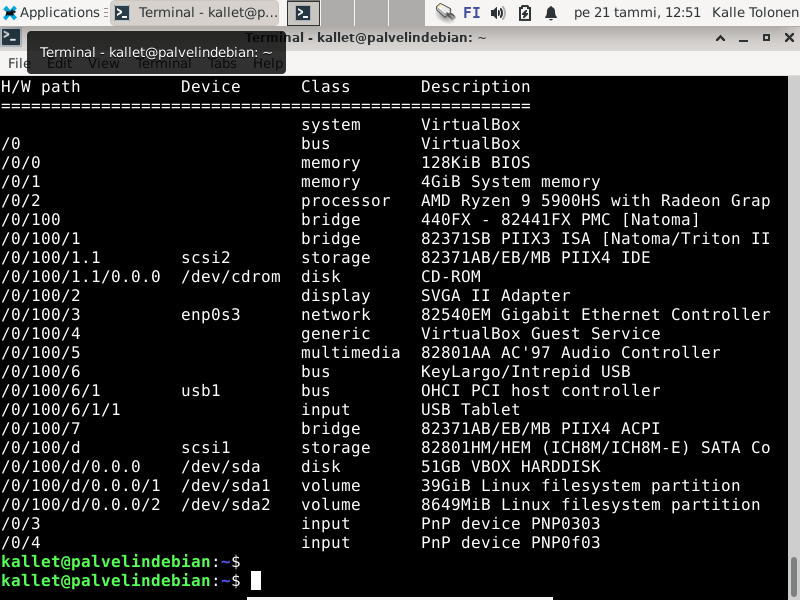 Applications Terminal - kallet@p... FI pe 21 tammi, 12:51 Kalle Tolonen
Terminal - kallet@palvelindebian: ~
Terminal - kallet@palvelindebian: ~
File Edit View Terminal Tabs Help
H/W path Device Class Description
=====================================================
system VirtualBox
/0 bus VirtualBox
/0/0 memory 128KiB BIOS
/0/1 memory 4GiB System memory
/0/2 processor AMD Ryzen 9 5900HS with Radeon Grap
/0/100 bridge 440FX - 82441FX PMC [Natoma]
/0/100/1 bridge 82371SB PIIX3 ISA [Natoma/Triton II
/0/100/1.1 scsi2 storage 82371AB/EB/MB PIIX4 IDE
/0/100/1.1/0.0.0 /dev/cdrom disk CD-ROM
/0/100/2 display SVGA II Adapter
/0/100/3 enp0s3 network 82540EM Gigabit Ethernet Controller
/0/100/4 generic VirtualBox Guest Service
/0/100/5 multimedia 82801AA AC'97 Audio Controller
/0/100/6 bus KeyLargo/Intrepid USB
/0/100/6/1 usb1 bus OHCI PCI host controller
/0/100/6/1/1 input USB Tablet
/0/100/7 bridge 82371AB/EB/MB PIIX4 ACPI
/0/100/d scsi1 storage 82801HM/HEM (ICH8M/ICH8M-E) SATA Co
/0/100/d/0.0.0 /dev/sda disk 51GB VBOX HARDDISK
/0/100/d/0.0.0/1 /dev/sda1 volume 39GiB Linux filesystem partition
/0/100/d/0.0.0/2 /dev/sda2 volume 8649MiB Linux filesystem partition
/0/3 input PnP device PNP0303
/0/4 input PnP device PNP0f03
kallet@palvelindebian:~$
kallet@palvelindebian:~$